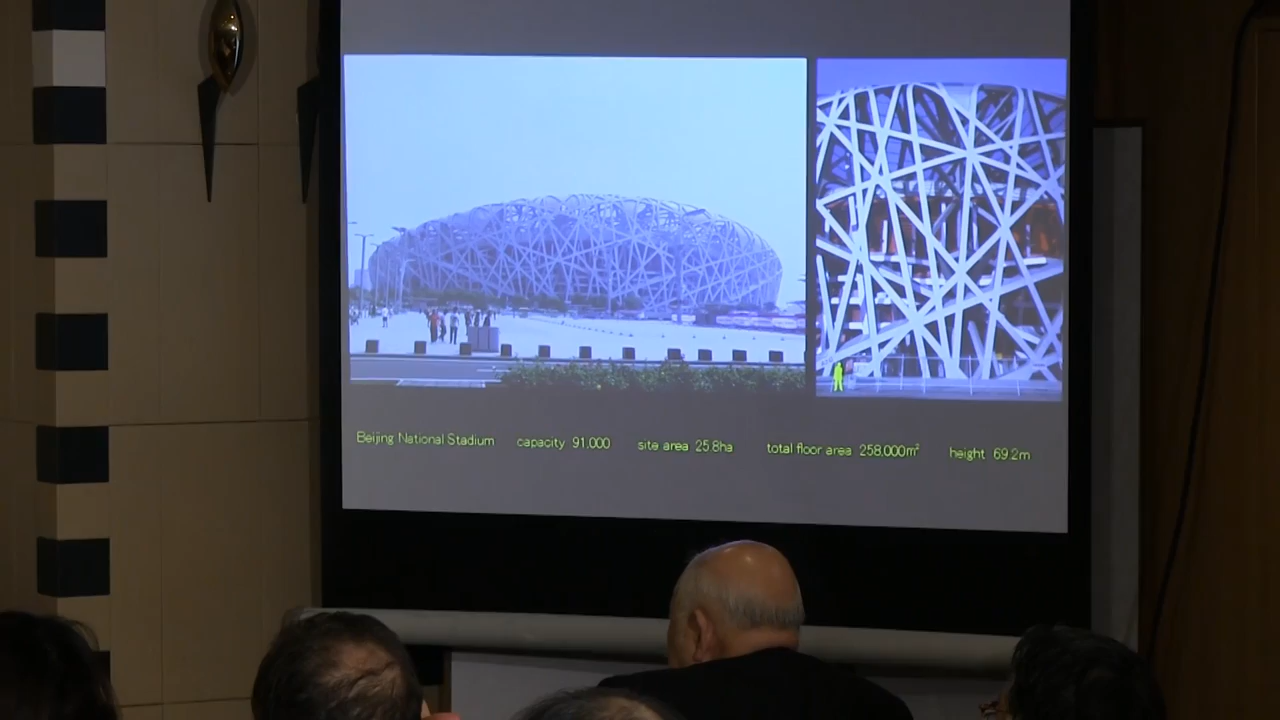 Beijing National Stadium capacity 91,000 site area 25.8ha total floor area 258,000m² height 69.2m